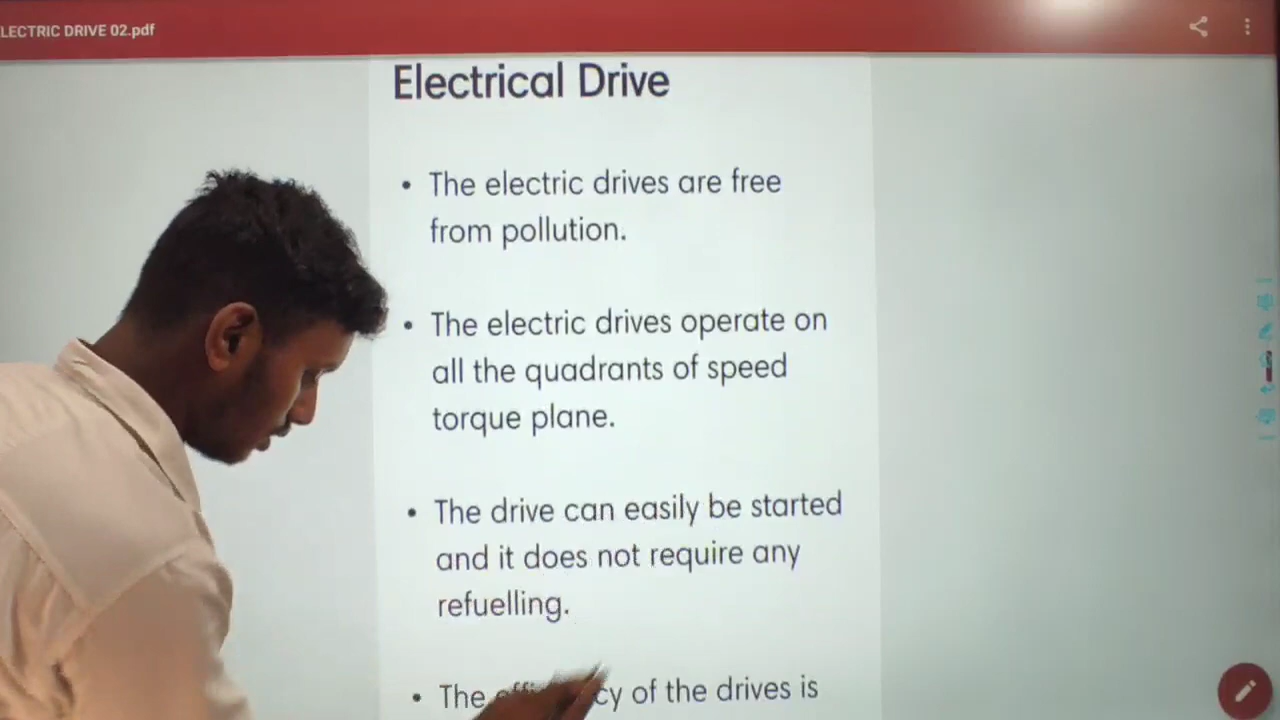 LECTRIC DRIVE 02.pdf
Electrical Drive
• The electric drives are free
from pollution.
• The electric drives operate on
all the quadrants of speed
torque plane.
• The drive can easily be started
and it does not require any
refuelling.
• The of the drives is